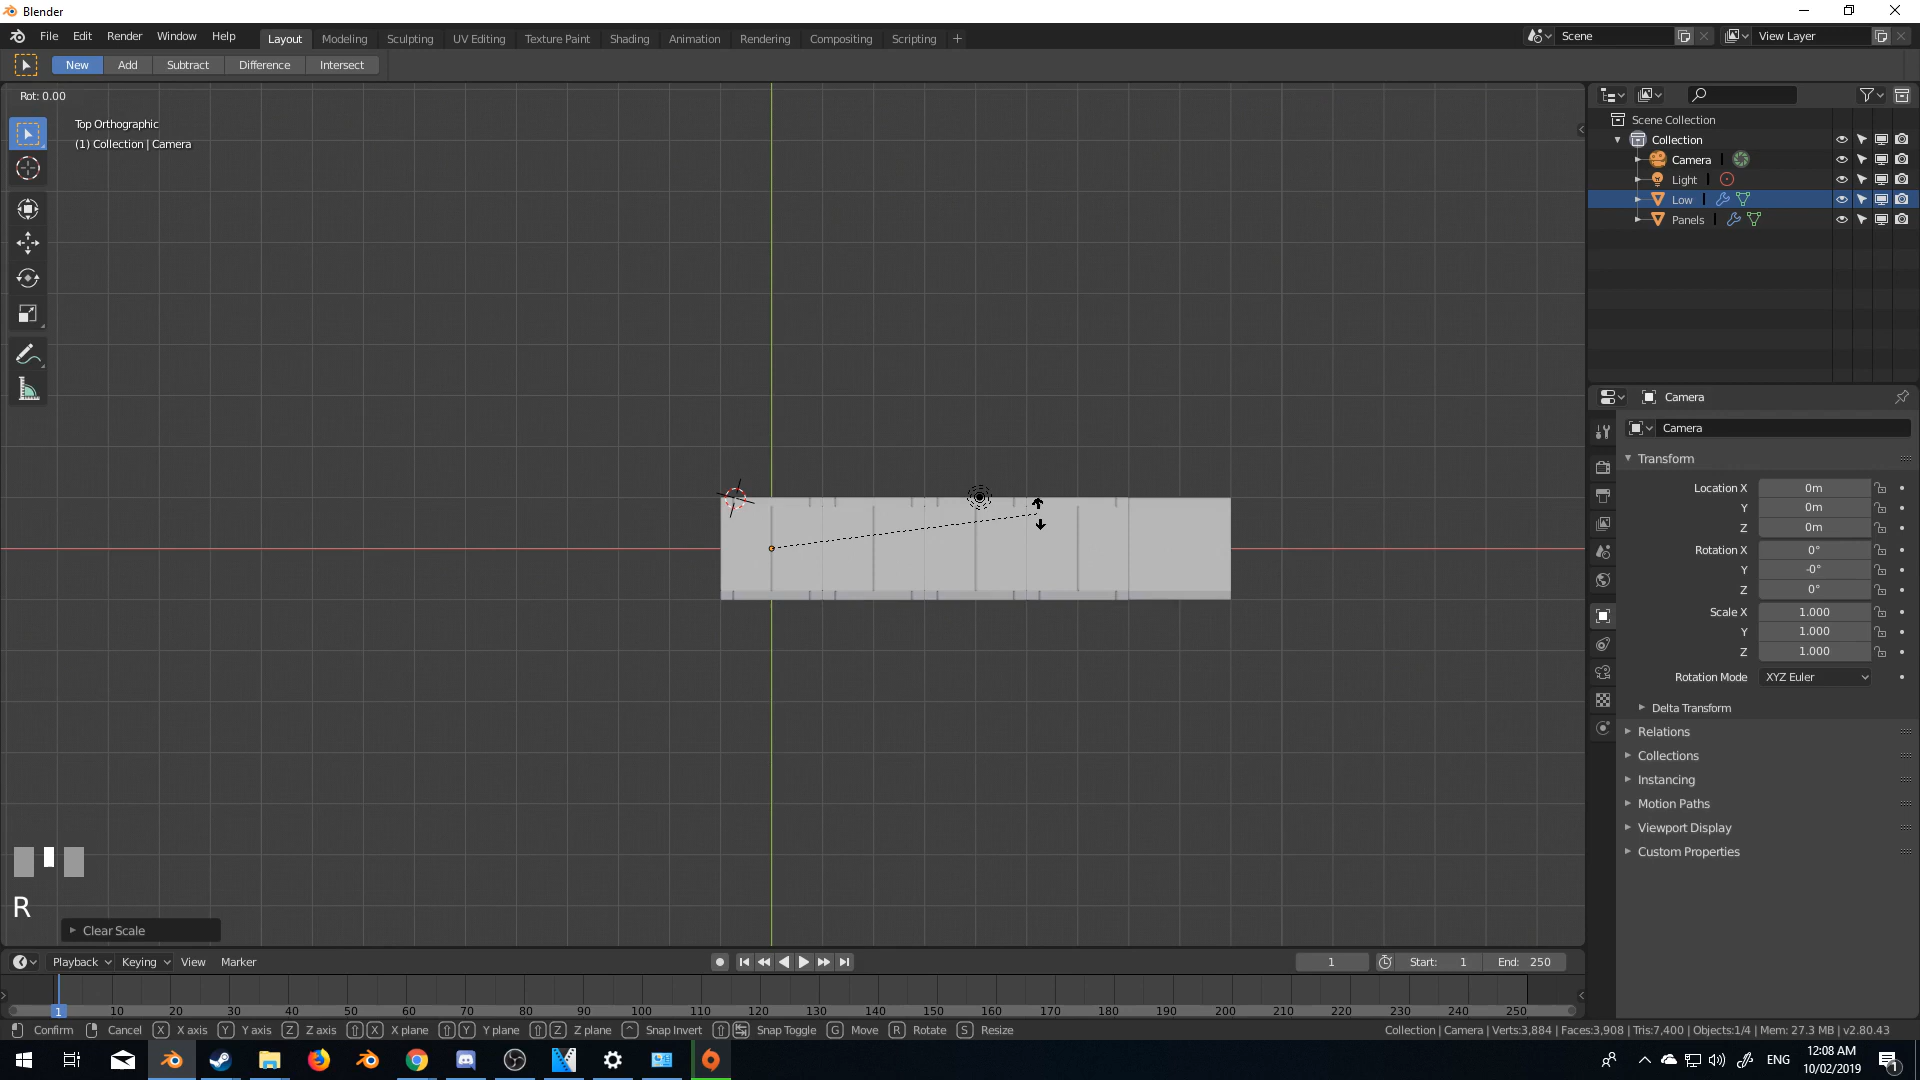 Blender
File Edit Render Window Help Layout Modeling Sculpting UV Editing Texture Paint Shading Animation Rendering Compositing Scripting + Scene View Layer
New Add Subtract Difference Intersect
Rot: 0.00
Top Orthographic
(1) Collection | Camera
Scene Collection
Collection
Camera
Light
Low
Panels
Camera
Camera
Transform
Location X 0m
Y 0m
Z 0m
Rotation X 0°
Y -0°
Z 0°
Scale X 1.000
Y 1.000
Z 1.000
Rotation Mode XYZ Euler
Delta Transform
Relations
Collections
Instancing
Motion Paths
Viewport Display
Custom Properties
R
Clear Scale
Playback Keying View Marker 1 Start: 1 End: 250
1 10 20 30 40 50 60 70 80 90 100 110 120 130 140 150 160 170 180 190 200 210 220 230 240 250
Confirm Cancel X X axis Y Y axis Z Z axis X X plane Y Y plane Z Z plane Snap Invert Snap Toggle G Move R Rotate S Resize Collection | Camera | Verts:3,884 | Faces:3,908 | Tris:7,400 | Objects:1/4 | Mem: 27.3 MB | v2.80.43
ENG
12:08 AM
10/02/2019
1